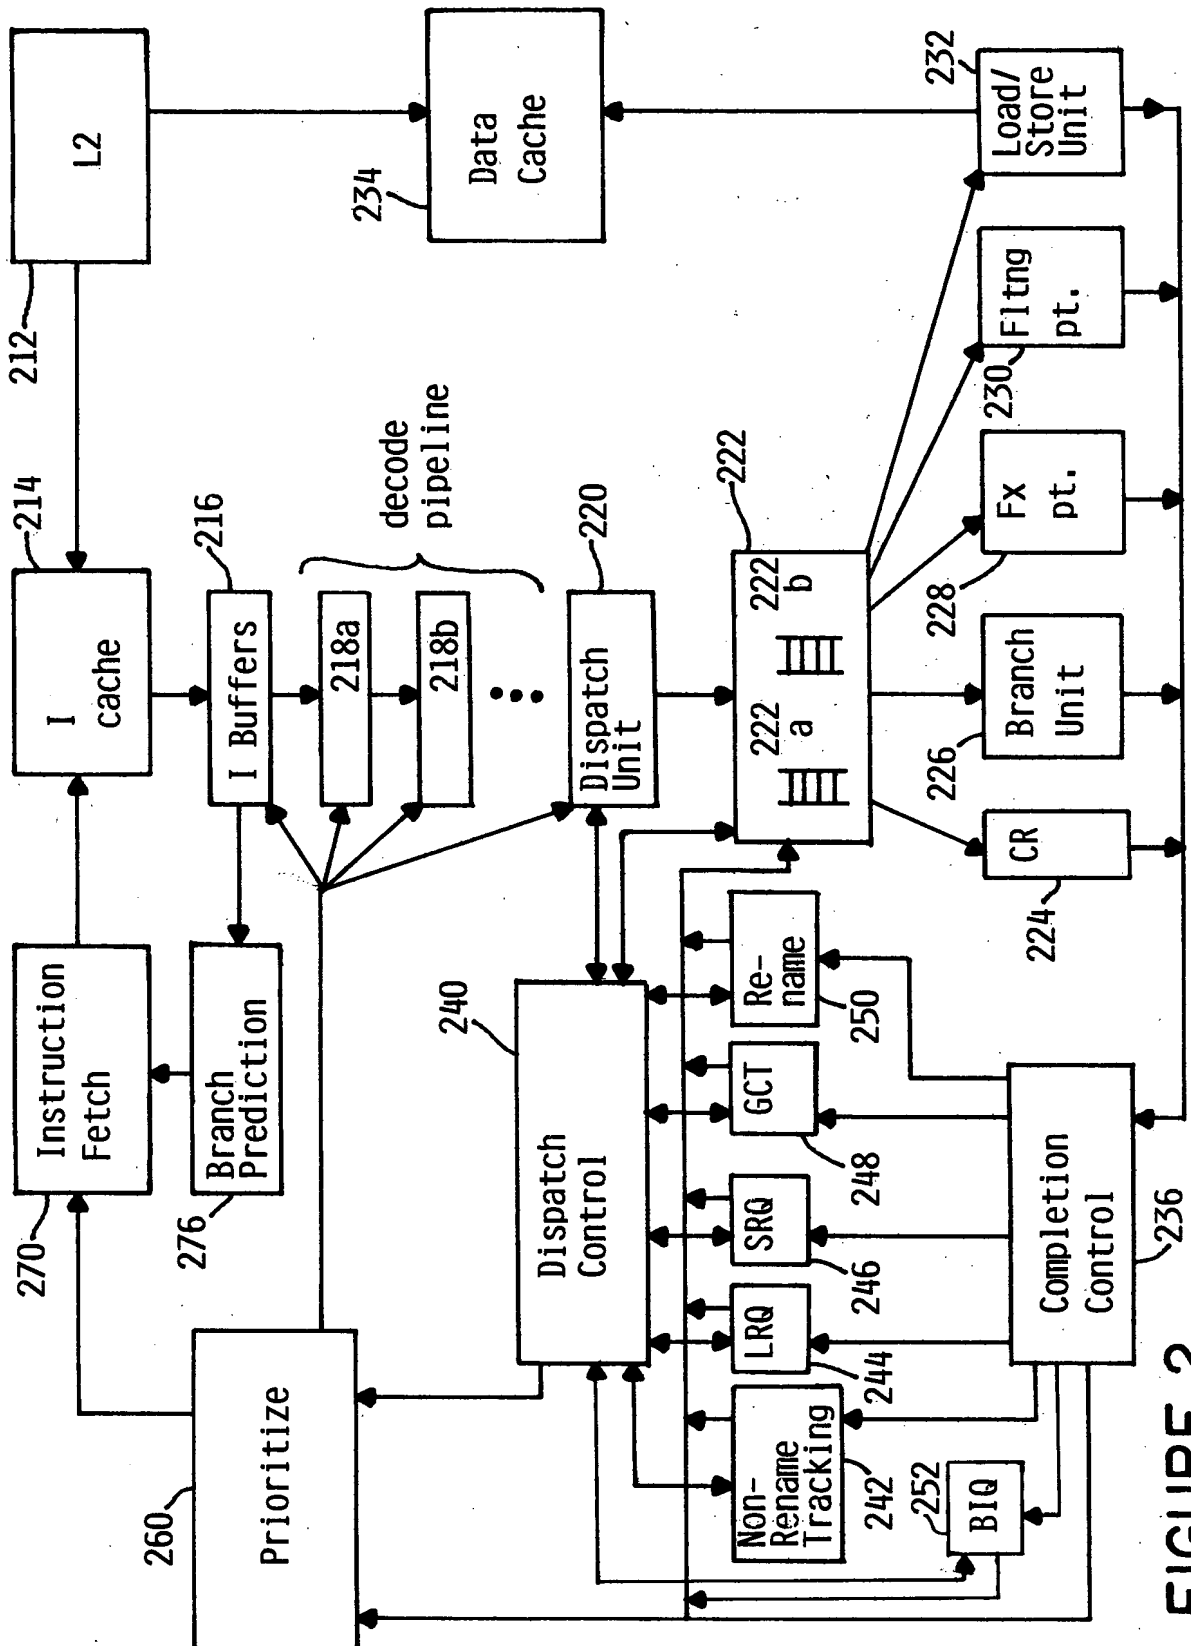 212
L2
214
I
cache
270
Instruction
Fetch
260
Prioritize
276
Branch
Prediction
216
I Buffers
218a
218b
decode
pipeline
234
Data
Cache
240
Dispatch
Control
220
Dispatch
Unit
222
222
a
222
b
Non-
Rename
Tracking
242
LRQ
244
SRQ
246
GCT
248
Re-
name
250
252
BIQ
Completion
Control
236
CR
224
Branch
Unit
226
Fx
pt.
228
Fltng
pt.
230
Load/
Store
Unit
232
FIGURE 2